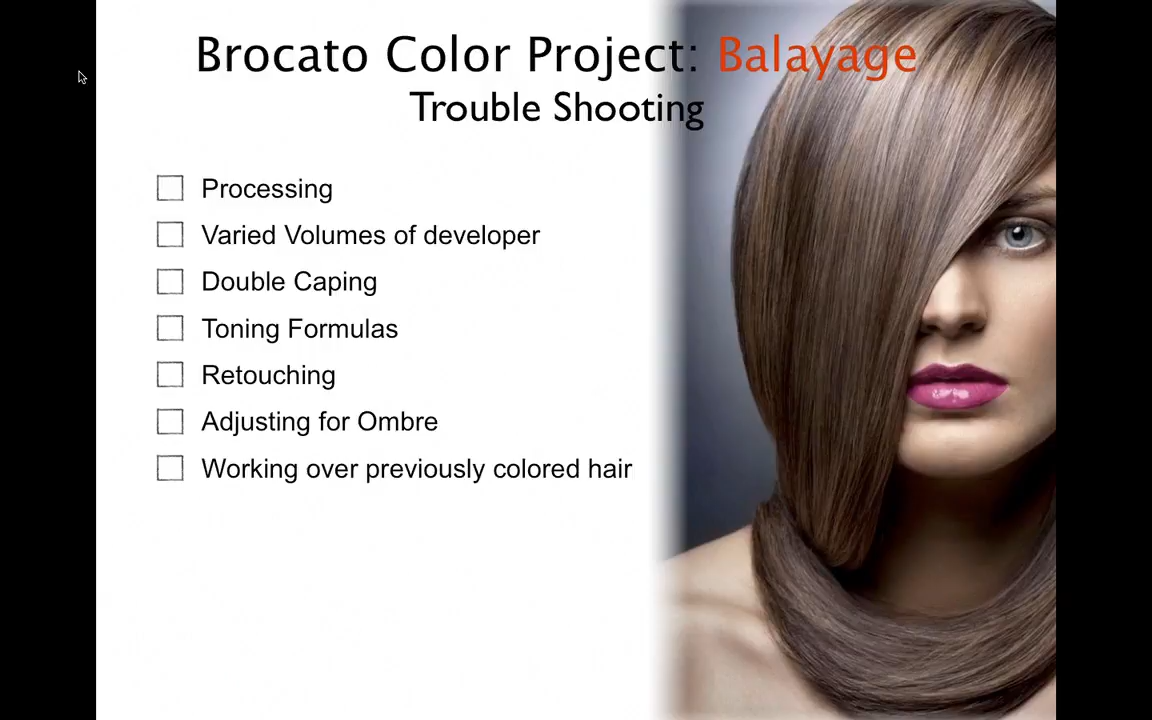 Brocato Color Project: Balayage
Trouble Shooting
Processing
Varied Volumes of developer
Double Caping
Toning Formulas
Retouching
Adjusting for Ombre
Working over previously colored hair